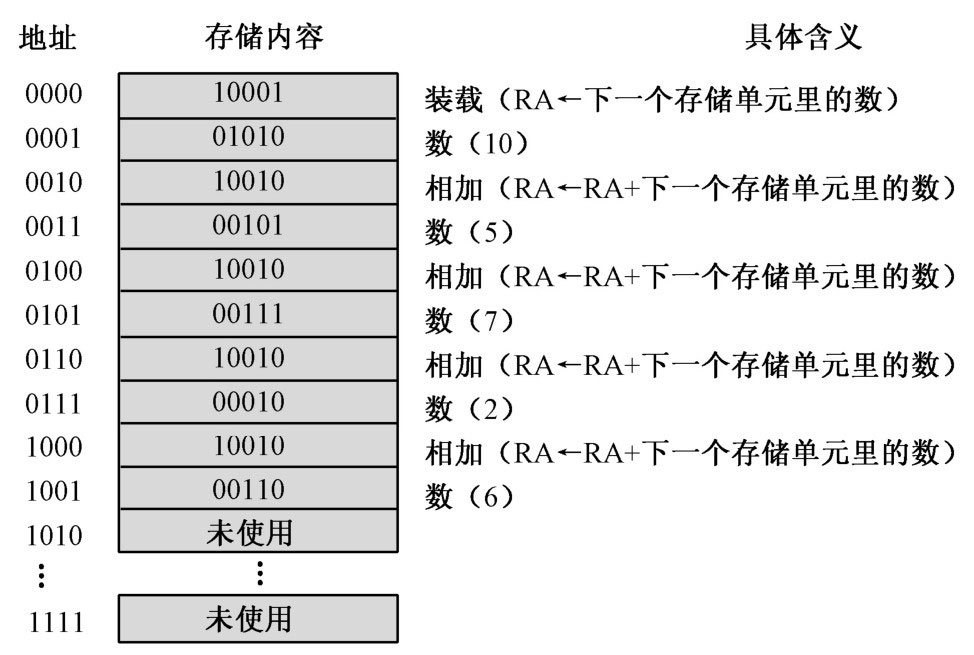 地址 存储内容 具体含义
0000 10001 装载（RA←下一个存储单元里的数）
0001 01010 数（10）
0010 10010 相加（RA←RA+下一个存储单元里的数）
0011 00101 数（5）
0100 10010 相加（RA←RA+下一个存储单元里的数）
0101 00111 数（7）
0110 10010 相加（RA←RA+下一个存储单元里的数）
0111 00010 数（2）
1000 10010 相加（RA←RA+下一个存储单元里的数）
1001 00110 数（6）
1010 未使用
⋮ ⋮
1111 未使用